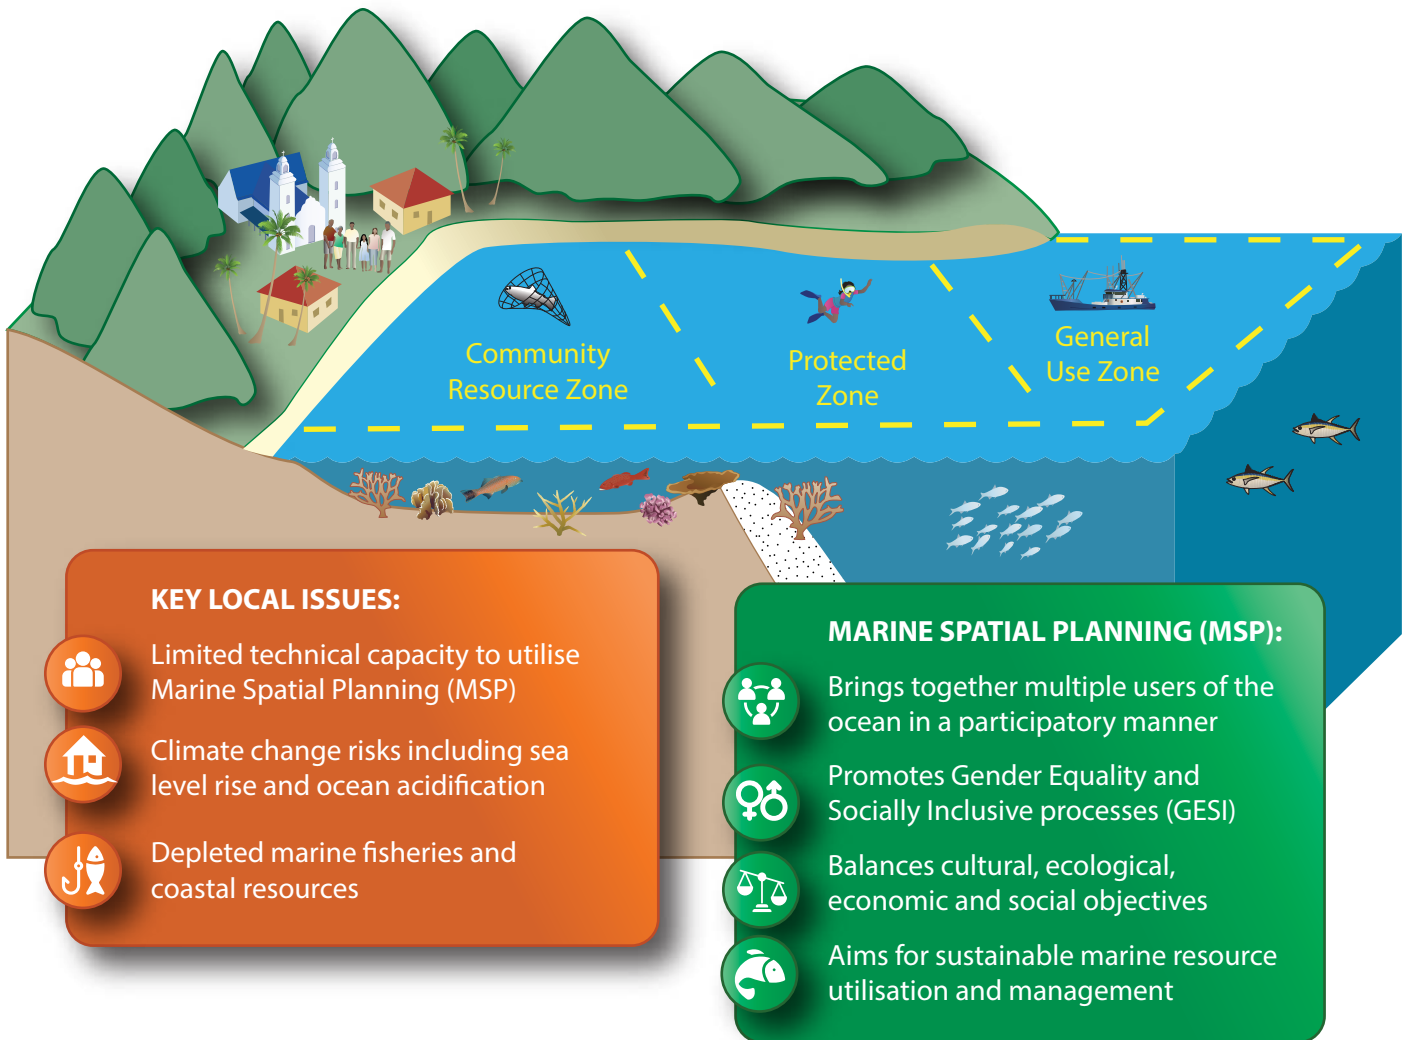 Community
Resource Zone
Protected
Zone
General
Use Zone
KEY LOCAL ISSUES:
Limited technical capacity to utilise
Marine Spatial Planning (MSP)
Climate change risks including sea
level rise and ocean acidification
Depleted marine fisheries and
coastal resources
MARINE SPATIAL PLANNING (MSP):
Brings together multiple users of the
ocean in a participatory manner
Promotes Gender Equality and
Socially Inclusive processes (GESI)
Balances cultural, ecological,
economic and social objectives
Aims for sustainable marine resource
utilisation and management